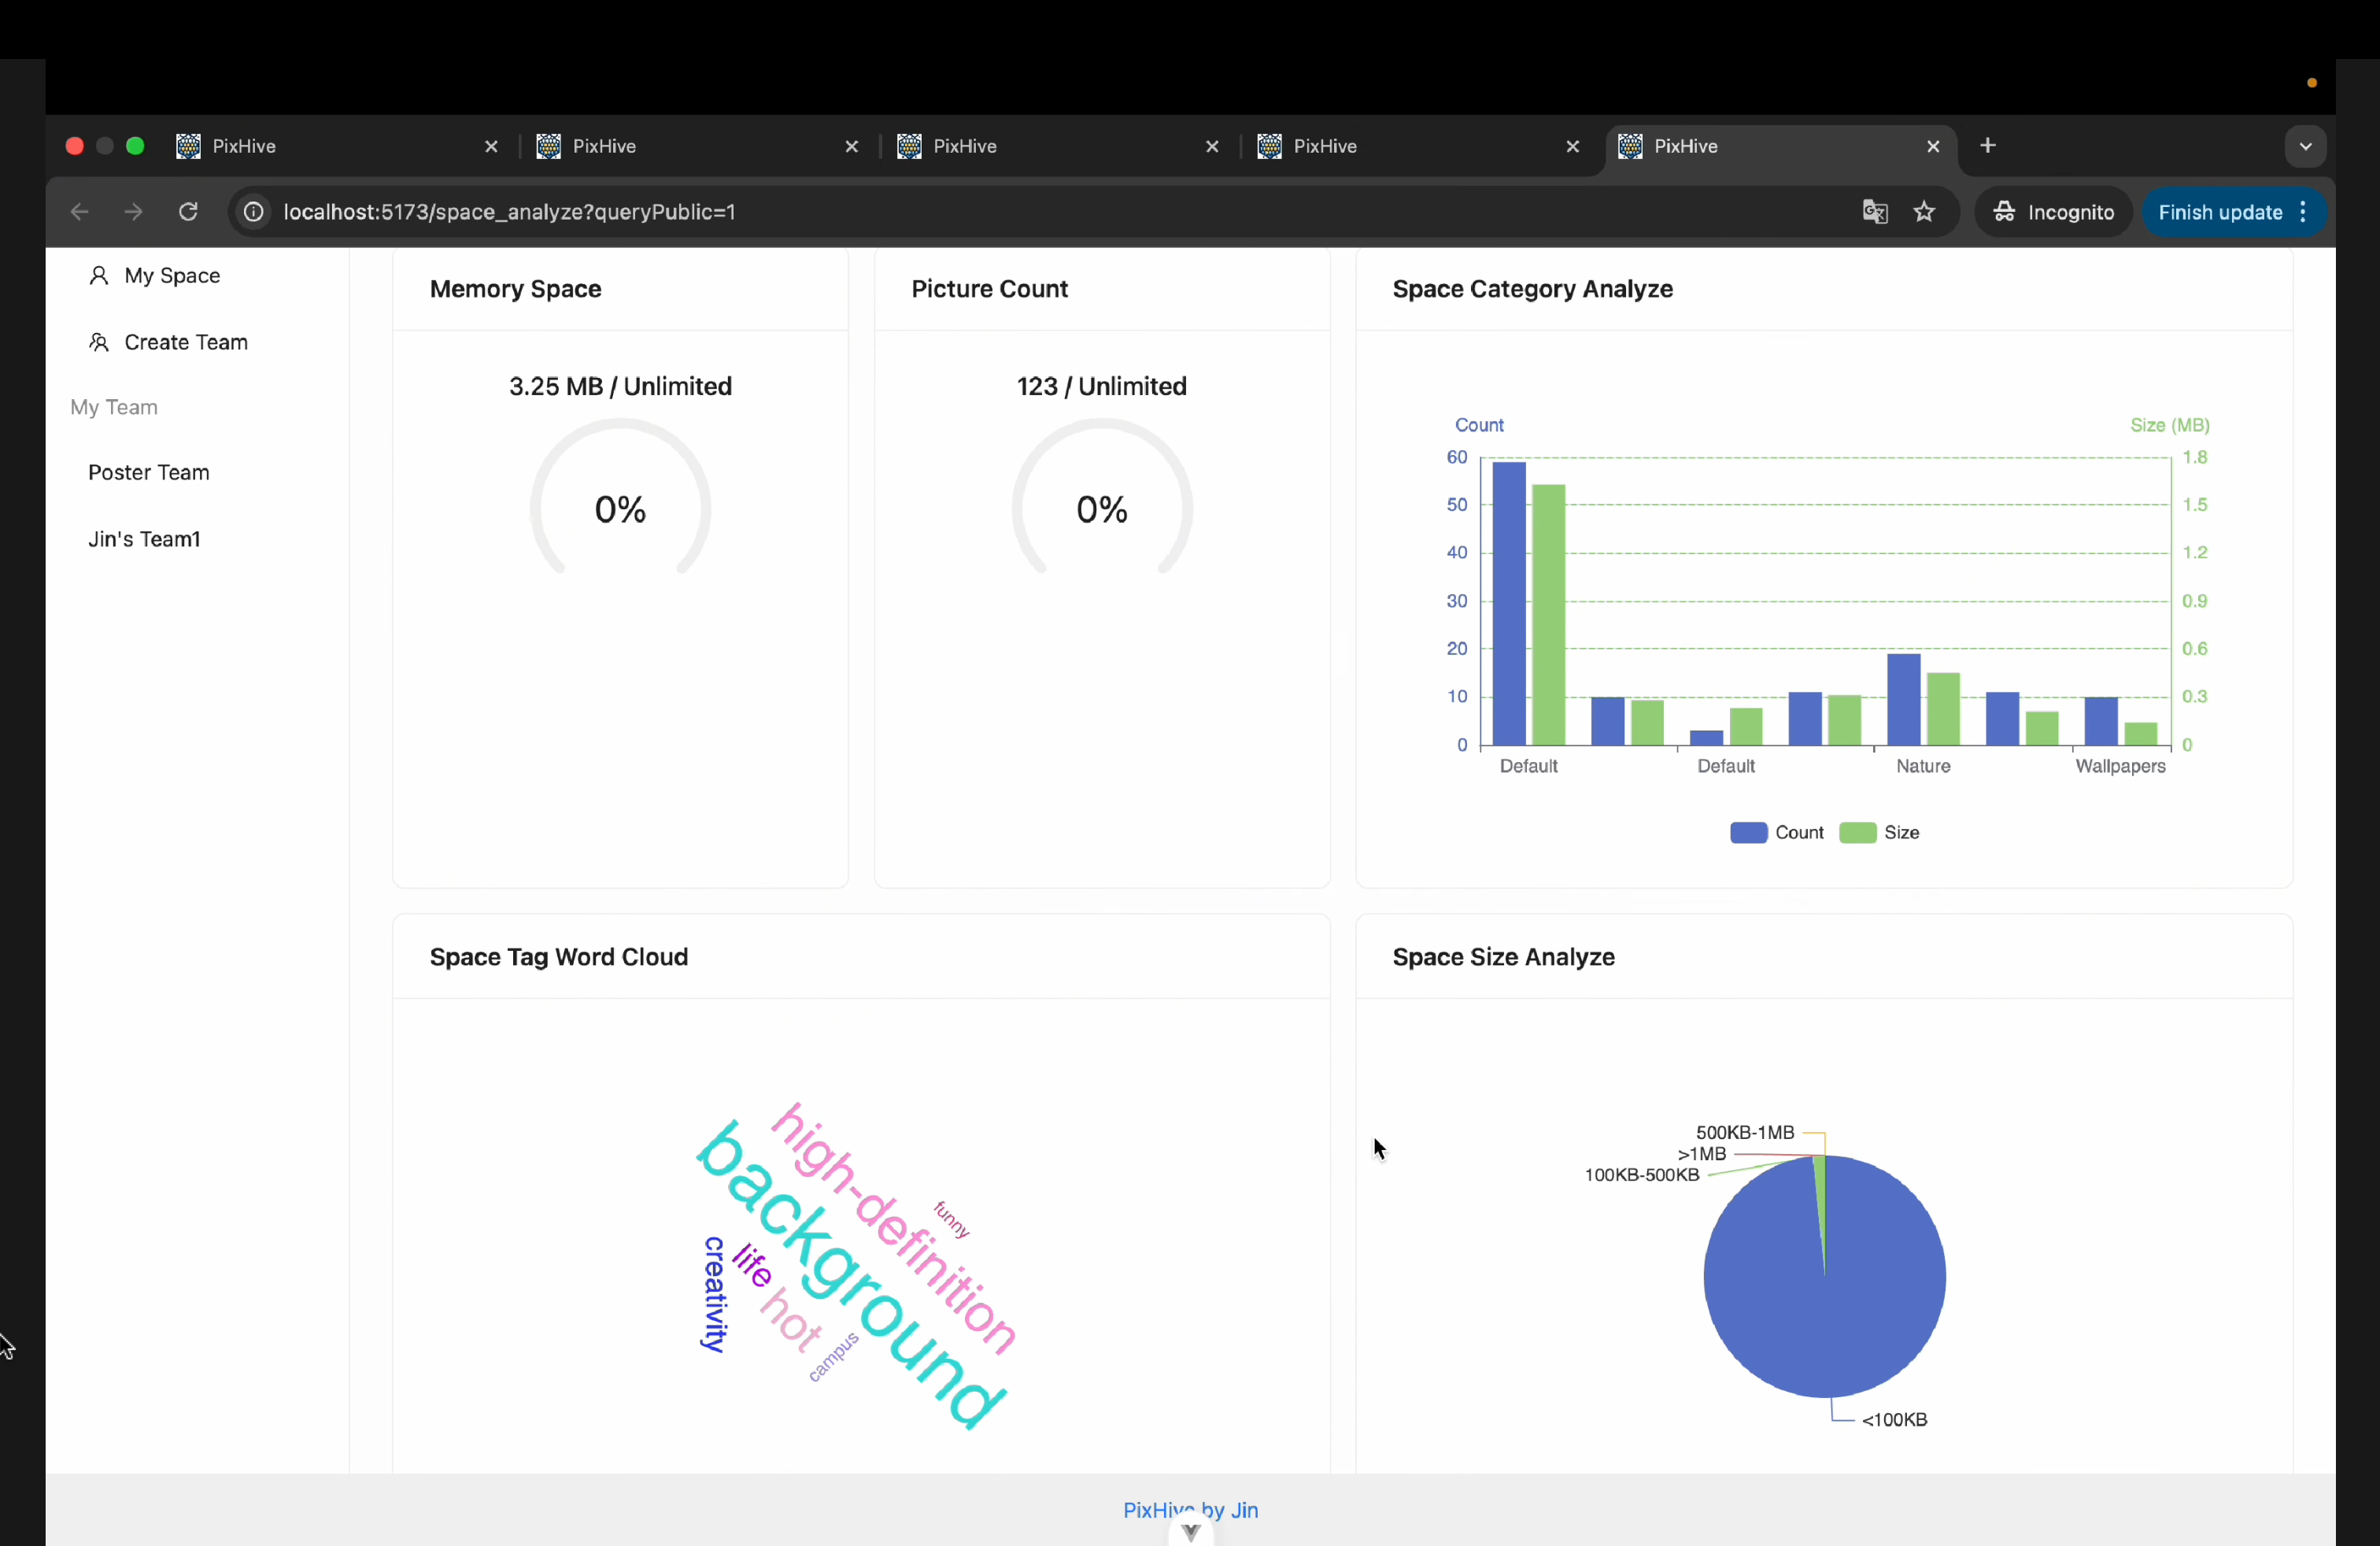 PixHive
PixHive
PixHive
PixHive
PixHive
localhost:5173/space_analyze?queryPublic=1
Incognito
Finish update
My Space
Create Team
My Team
Poster Team
Jin's Team1
Memory Space
3.25 MB / Unlimited
0%
Picture Count
123 / Unlimited
0%
Space Category Analyze
Count
Size (MB)
60
50
40
30
20
10
0
1.8
1.5
1.2
0.9
0.6
0.3
0
Default
Default
Nature
Wallpapers
Count
Size
Space Tag Word Cloud
high-definition
background
funny
creativity
life
hot
campus
Space Size Analyze
500KB-1MB
>1MB
100KB-500KB
<100KB
PixHive by Jin